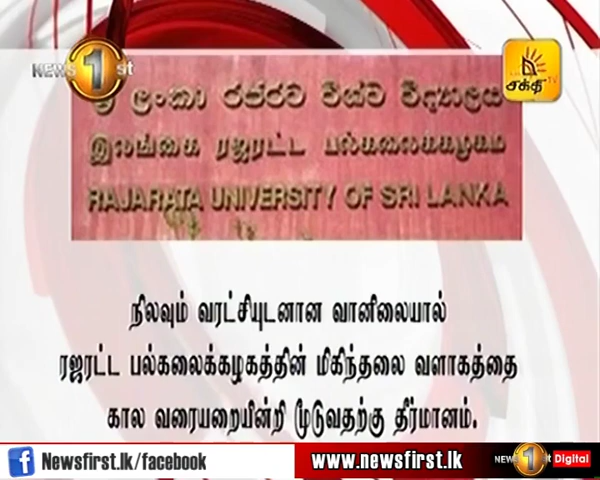 NEWS 1st
சக்தி TV
ශ්‍රී ලංකා රජරට විශ්ව විද්‍යාලය
இலங்கை ரஜரட்ட பல்கலைக்கழகம்
RAJARATA UNIVERSITY OF SRI LANKA
நிலவும் வரட்சியுடனான வானிலையால்
ரஜரட்ட பல்கலைக்கழகத்தின் மிகிந்தலை வளாகத்தை
கால வரையறையின்றி மூடுவதற்கு தீர்மானம்.
Newsfirst.lk/facebook
www.newsfirst.lk
NEWS 1st Digital